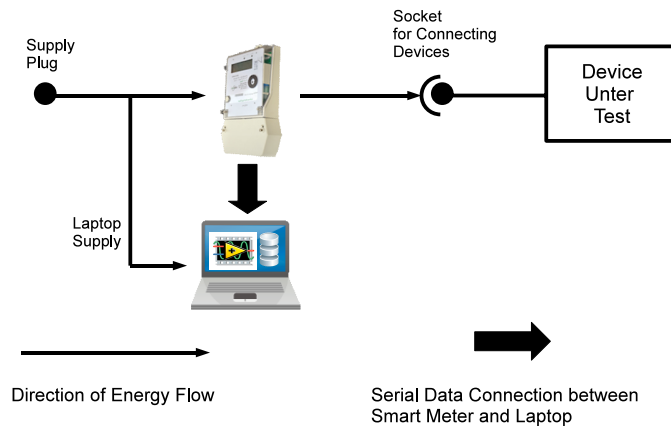 Supply
Plug
Socket
for Connecting
Devices
Device
Unter
Test
Laptop
Supply
Direction of Energy Flow
Serial Data Connection between
Smart Meter and Laptop